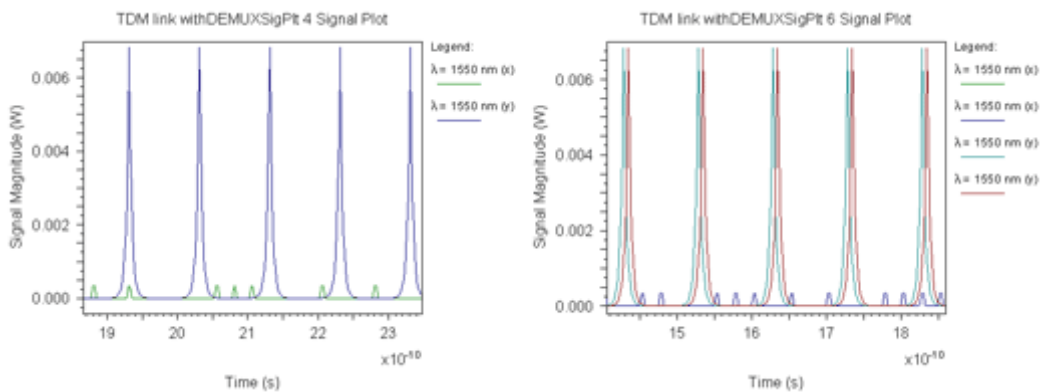 TDM link withDEMUXSigPlt 4 Signal Plot
Signal Magnitude (W)
0.006
0.004
0.002
0.000
19 20 21 22 23
x10-10
Time (s)
Legend:
λ= 1550 nm (x)
λ= 1550 nm (y)
TDM link withDEMUXSigPlt 6 Signal Plot
Signal Magnitude (W)
0.006
0.004
0.002
0.000
15 16 17 18
x10-10
Time (s)
Legend:
λ= 1550 nm (x)
λ= 1550 nm (x)
λ= 1550 nm (y)
λ= 1550 nm (y)